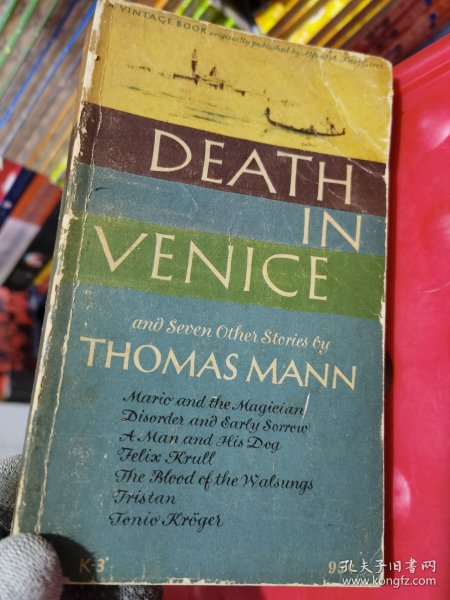 A VINTAGE BOOK originally published by Alfred A. Knopf, INC.
DEATH
IN
VENICE
and Seven Other Stories by
THOMAS MANN
Mario and the Magician
Disorder and Early Sorrow
A Man and His Dog
Felix Krull
The Blood of the Walsungs
Tristan
Tonio Kröger
K-3
孔夫子旧书网
www.kongfz.com